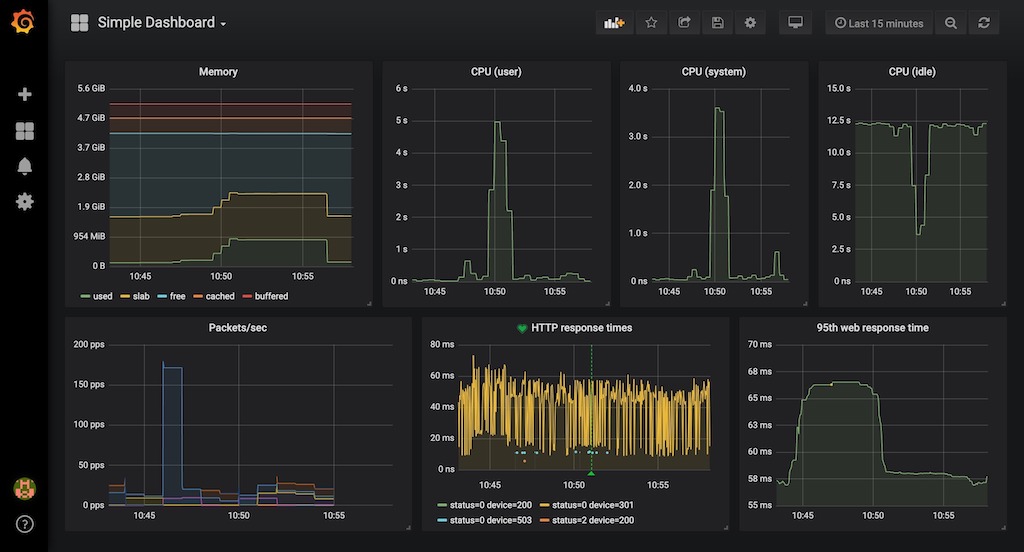 Simple Dashboard
Last 15 minutes
Memory
5.6 GiB
4.7 GiB
3.7 GiB
2.8 GiB
1.9 GiB
954 MiB
0 B
10:45 10:50 10:55
used slab free cached buffered
CPU (user)
6 s
5 s
4 s
3 s
2 s
1 s
0 ns
10:45 10:50 10:55
CPU (system)
4.0 s
3.0 s
2.0 s
1.0 s
0 ns
10:45 10:50 10:55
CPU (idle)
15.0 s
12.5 s
10.0 s
7.5 s
5.0 s
2.5 s
0 ns
10:45 10:50 10:55
Packets/sec
200 pps
150 pps
100 pps
50 pps
0 pps
10:45 10:50 10:55
HTTP response times
80 ms
60 ms
40 ms
20 ms
0 ns
10:45 10:50 10:55
status=0 device=200 status=0 device=301
status=0 device=503 status=2 device=200
95th web response time
70 ms
68 ms
65 ms
63 ms
60 ms
58 ms
55 ms
10:45 10:50 10:55